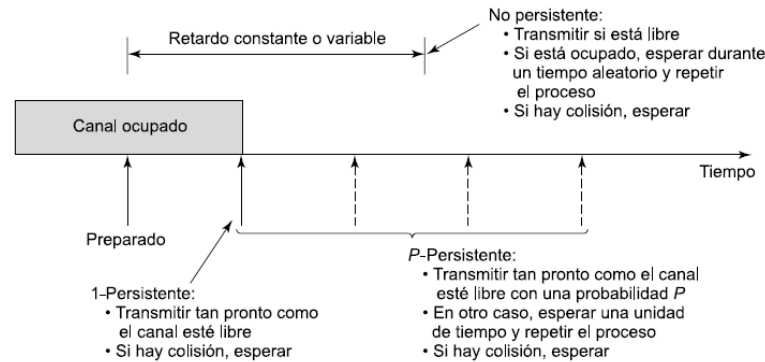 No persistente:
• Transmitir si está libre
• Si está ocupado, esperar durante
un tiempo aleatorio y repetir
el proceso
• Si hay colisión, esperar
Retardo constante o variable
Canal ocupado
Tiempo
Preparado
1–Persistente:
• Transmitir tan pronto como
el canal esté libre
• Si hay colisión, esperar
P–Persistente:
• Transmitir tan pronto como el canal
esté libre con una probabilidad P
• En otro caso, esperar una unidad
de tiempo y repetir el proceso
• Si hay colisión, esperar